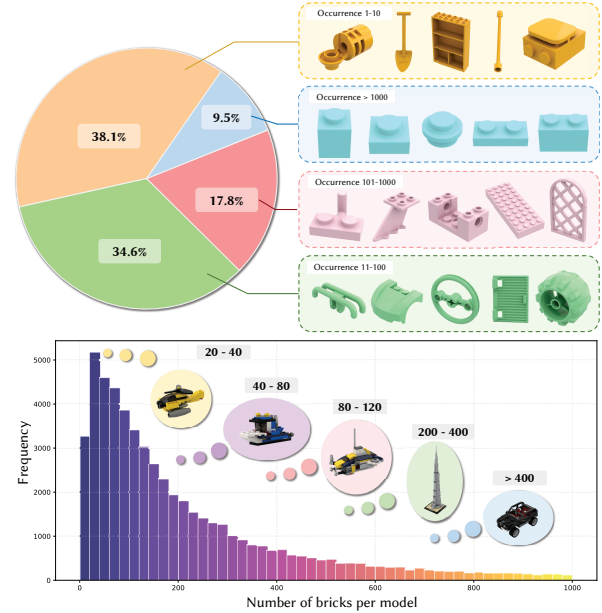 Occurrence 1-10
Occurrence > 1000
Occurrence 101-1000
Occurrence 11-100
38.1%
9.5%
17.8%
34.6%
20 - 40
40 - 80
80 - 120
200 - 400
> 400
Frequency
5000
4000
3000
2000
1000
0
0
200
400
600
800
1000
Number of bricks per model